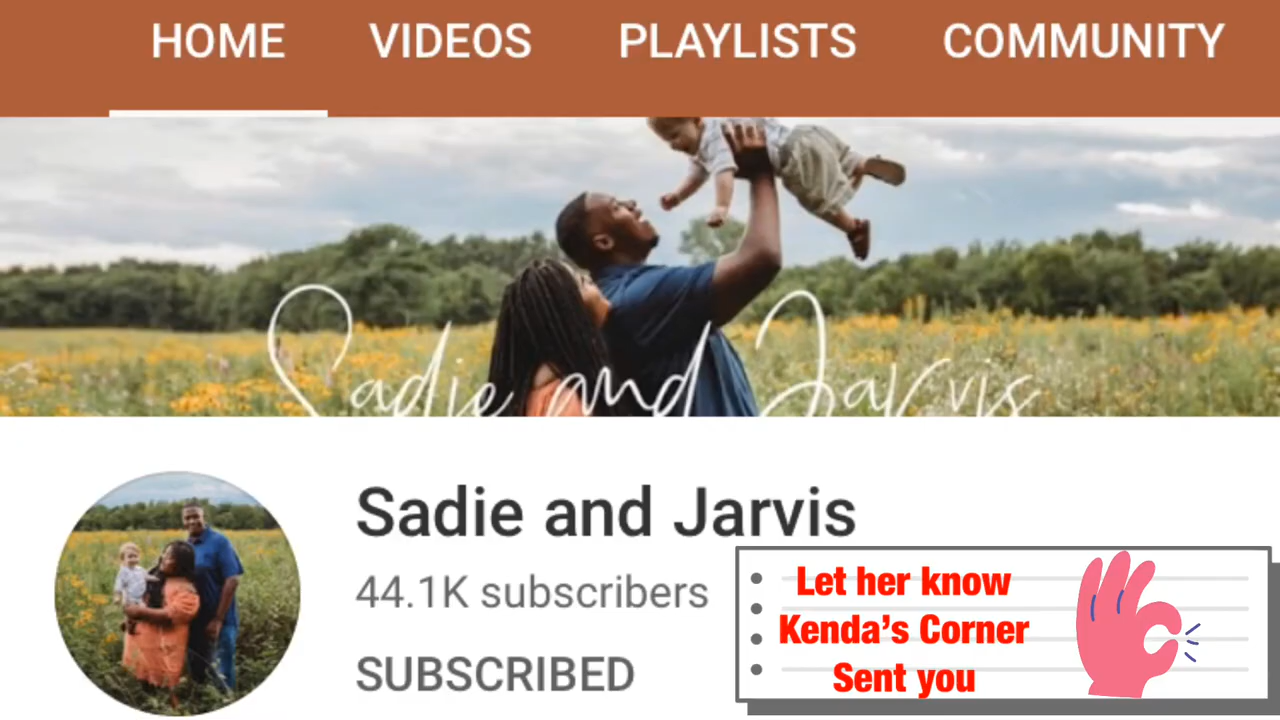 HOME VIDEOS PLAYLISTS COMMUNITY
Sadie and Jarvis
Sadie and Jarvis
44.1K subscribers
SUBSCRIBED
Let her know
Kenda's Corner
Sent you